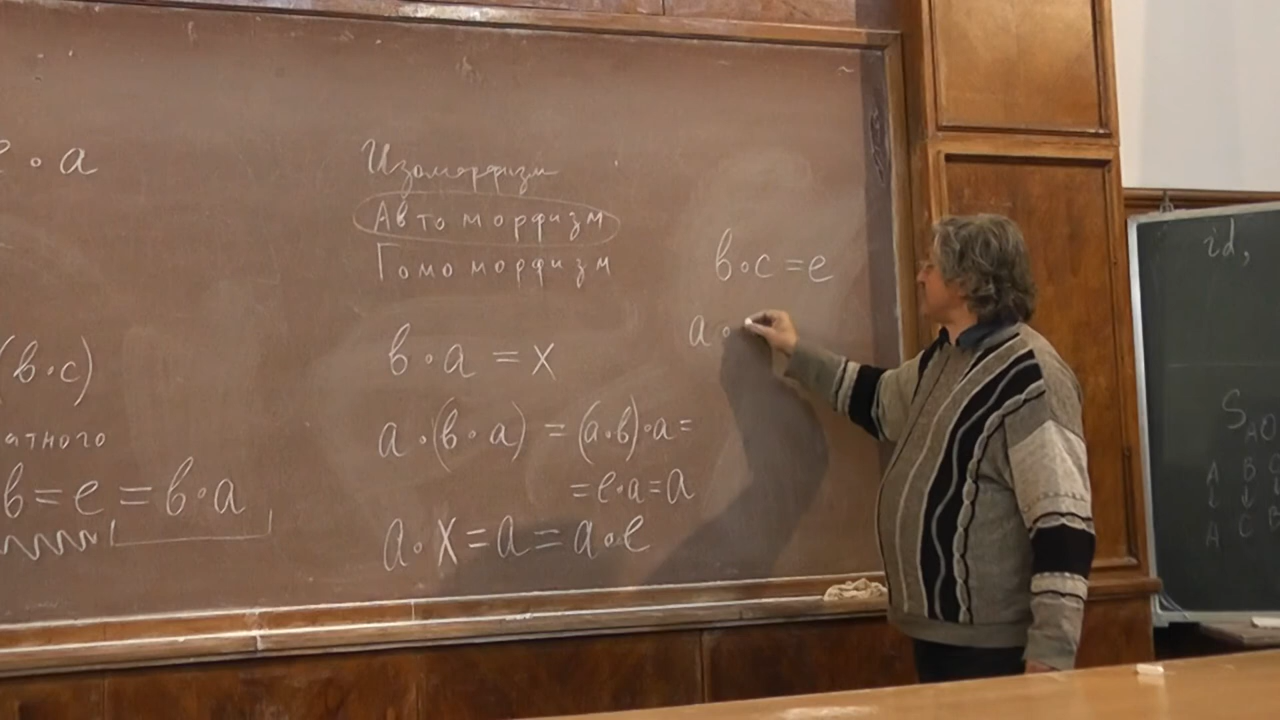 ∘ a
(в∘c)
атного
в = e = в∘a
Изоморфизм
Автоморфизм
Гомоморфизм
в∘a = x
a∘(в∘a) = (a∘в)∘a =
= e∘a = a
a∘x = a = a∘e
в∘c = e
a∘
id,
S
A B
↓ ↓
A C B